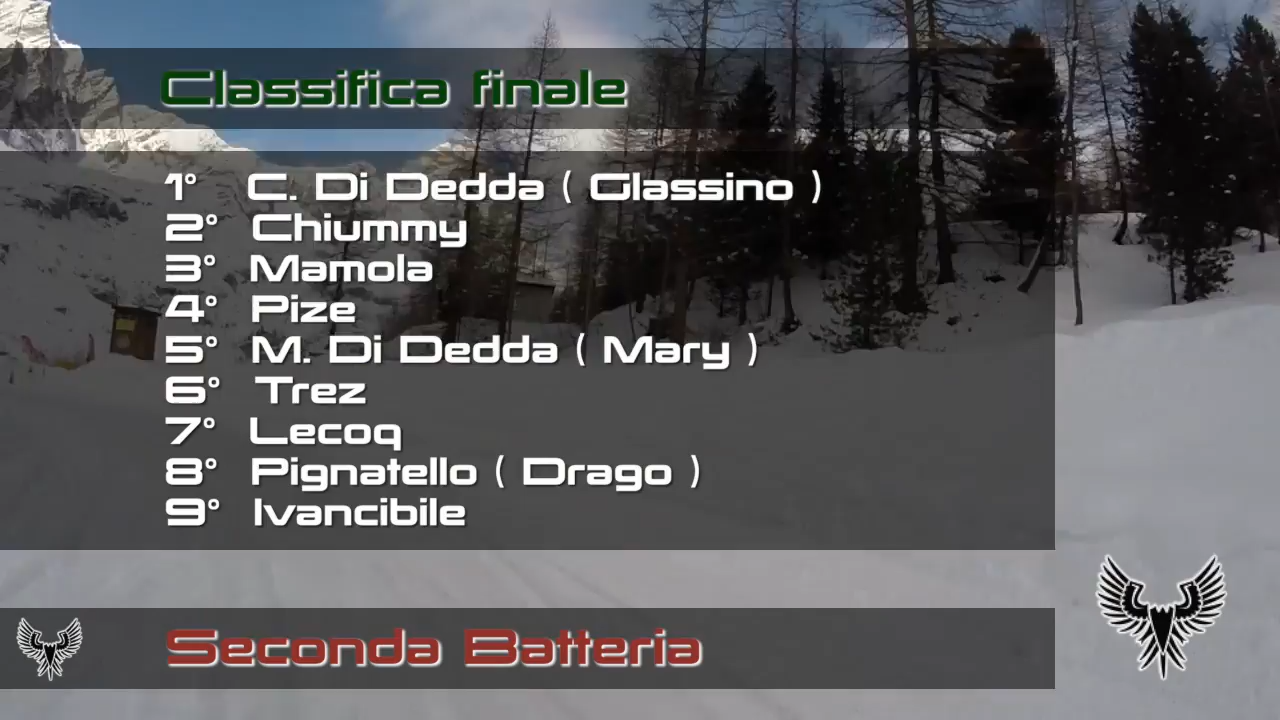 Classifica finale
1° C. Di Dedda ( Glassino )
2° Chiummy
3° Mamola
4° Pize
5° M. Di Dedda ( Mary )
6° Trez
7° Lecoq
8° Pignatello ( Drago )
9° Ivancibile
Seconda Batteria